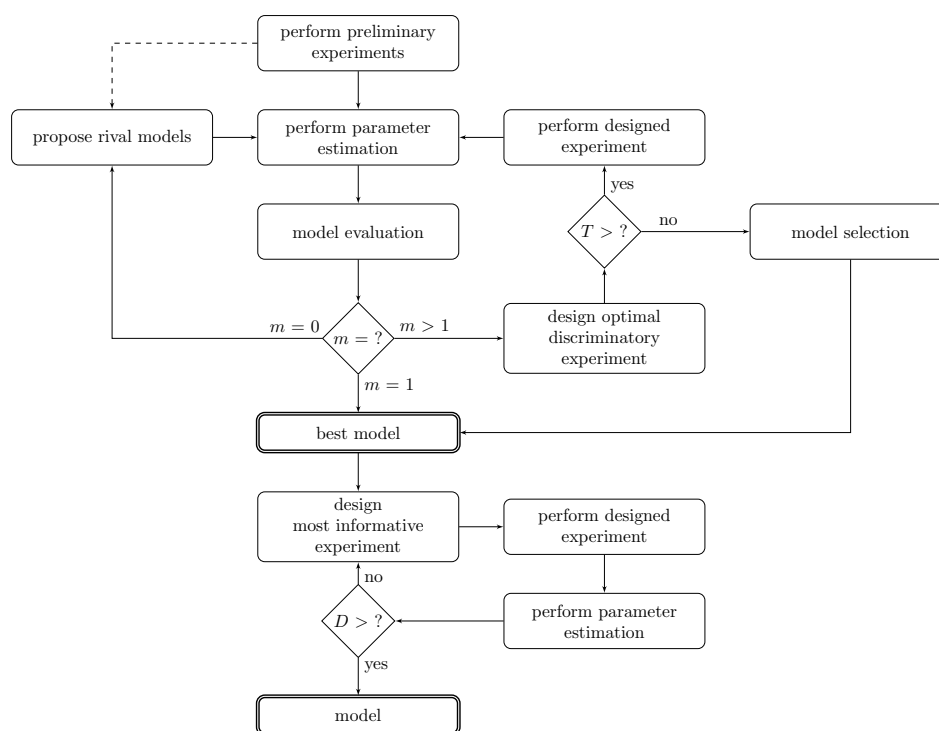 perform preliminary
experiments
propose rival models
perform parameter
estimation
perform designed
experiment
yes
model evaluation
T > ?
no
model selection
m = 0
m = ?
m > 1
design optimal
discriminatory
experiment
m = 1
best model
design
most informative
experiment
perform designed
experiment
no
D > ?
perform parameter
estimation
yes
model